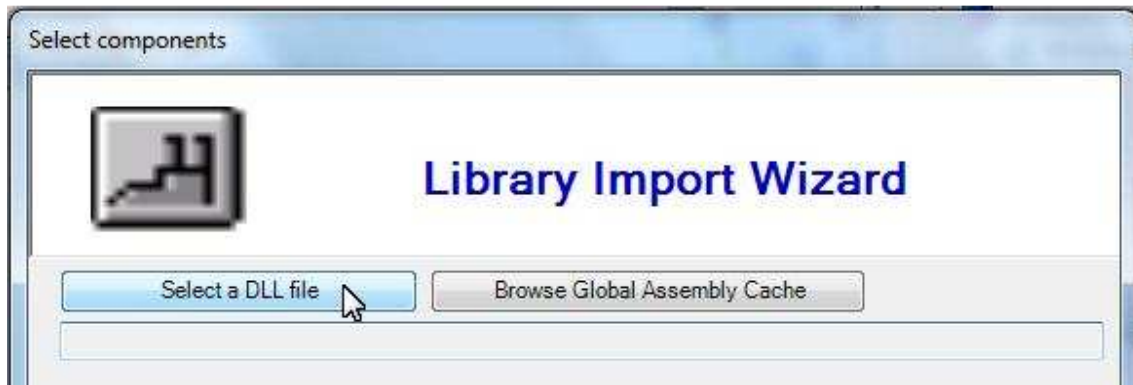 Select components
Library Import Wizard
Select a DLL file
Browse Global Assembly Cache